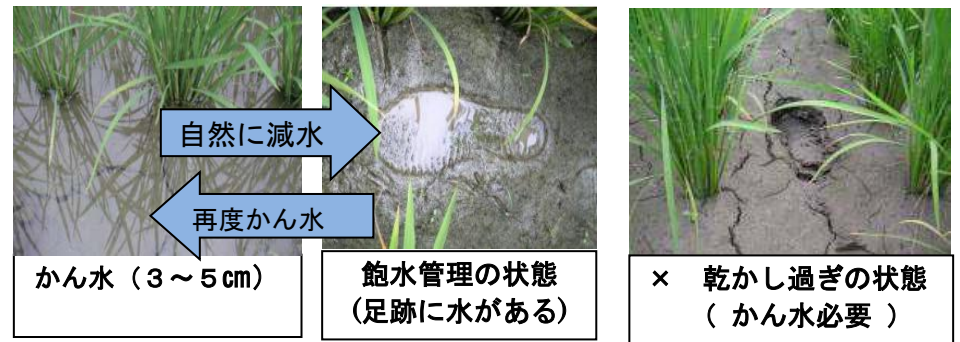 自然に減水
再度かん水
かん水（３～５㎝）
飽水管理の状態
(足跡に水がある)
× 乾かし過ぎの状態
（ かん水必要 ）